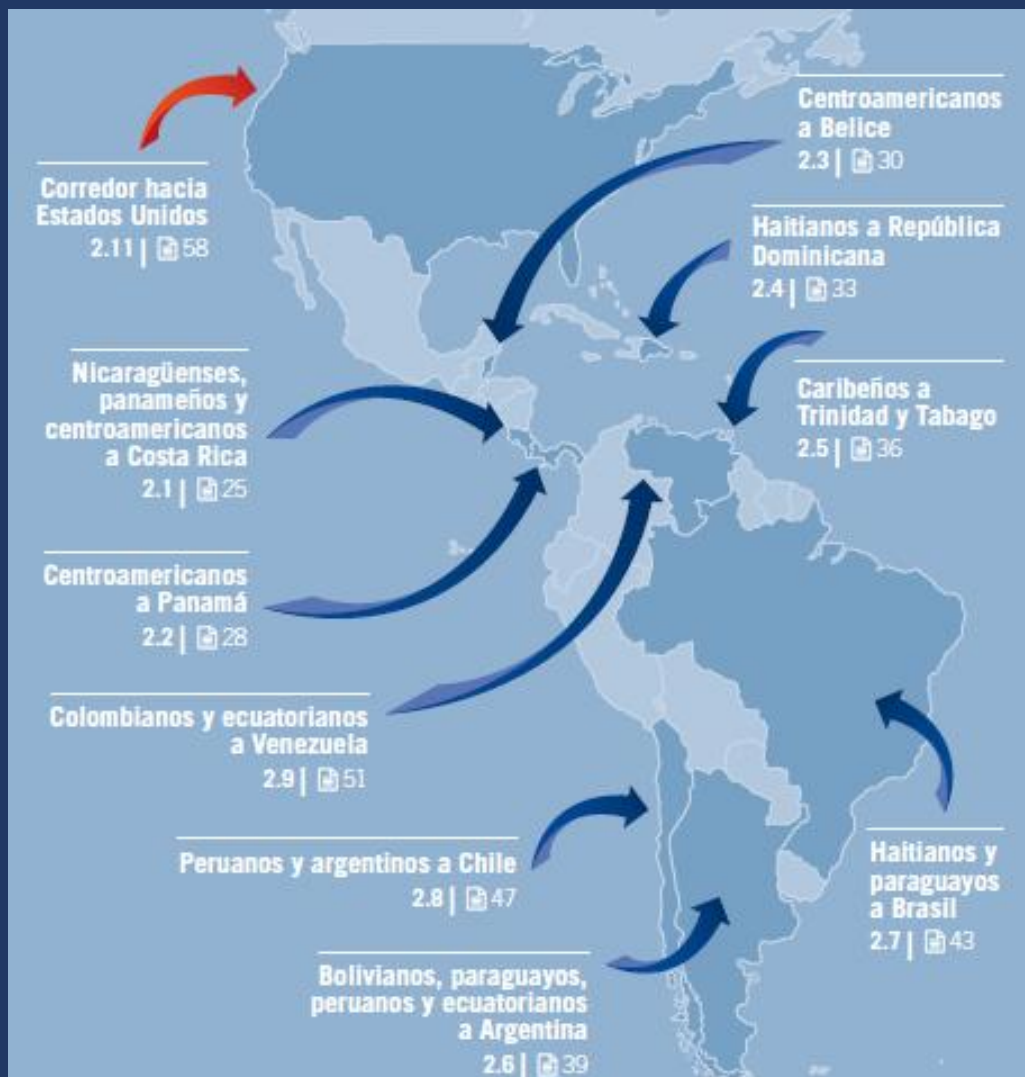 Corredor hacia
Estados Unidos
2.11 | 58
Centroamericanos
a Belice
2.3 | 30
Haitianos a República
Dominicana
2.4 | 33
Caribeños a
Trinidad y Tabago
2.5 | 36
Nicaragüenses,
panameños y
centroamericanos
a Costa Rica
2.1 | 25
Centroamericanos
a Panamá
2.2 | 28
Colombianos y ecuatorianos
a Venezuela
2.9 | 51
Peruanos y argentinos a Chile
2.8 | 47
Haitianos y
paraguayos
a Brasil
2.7 | 43
Bolivianos, paraguayos,
peruanos y ecuatorianos
a Argentina
2.6 | 39